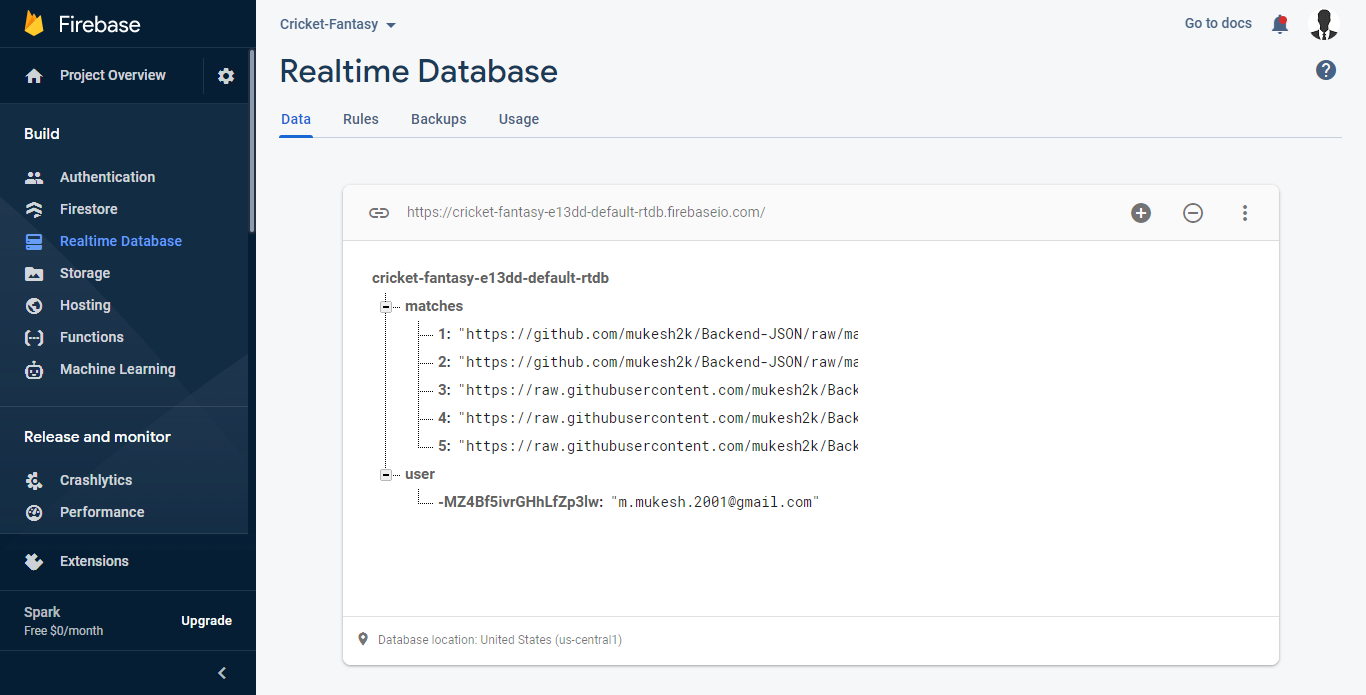 Firebase
Project Overview
Build
Authentication
Firestore
Realtime Database
Storage
Hosting
Functions
Machine Learning
Release and monitor
Crashlytics
Performance
Extensions
Spark
Free $0/month
Upgrade
Cricket-Fantasy
Go to docs
Realtime Database
Data Rules Backups Usage
https://cricket-fantasy-e13dd-default-rtdb.firebaseio.com/
cricket-fantasy-e13dd-default-rtdb
matches
1: "https://github.com/mukesh2k/Backend-JSON/raw/ma
2: "https://github.com/mukesh2k/Backend-JSON/raw/ma
3: "https://raw.githubusercontent.com/mukesh2k/Back
4: "https://raw.githubusercontent.com/mukesh2k/Back
5: "https://raw.githubusercontent.com/mukesh2k/Back
user
-MZ4Bf5ivrGHhLfZp3lw: "m.mukesh.2001@gmail.com"
Database location: United States (us-central1)